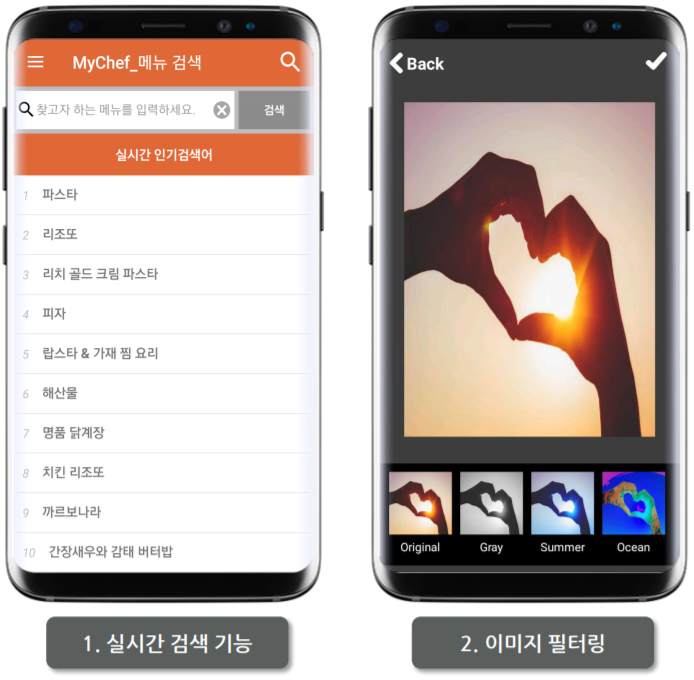 MyChef_메뉴 검색
찾고자 하는 메뉴를 입력하세요.
검색
실시간 인기검색어
1 파스타
2 리조또
3 리치 골드 크림 파스타
4 피자
5 랍스타 & 가재 찜 요리
6 해산물
7 명품 닭계장
8 치킨 리조또
9 까르보나라
10 간장새우와 감태 버터밥
1. 실시간 검색 기능
Back
Original
Gray
Summer
Ocean
2. 이미지 필터링